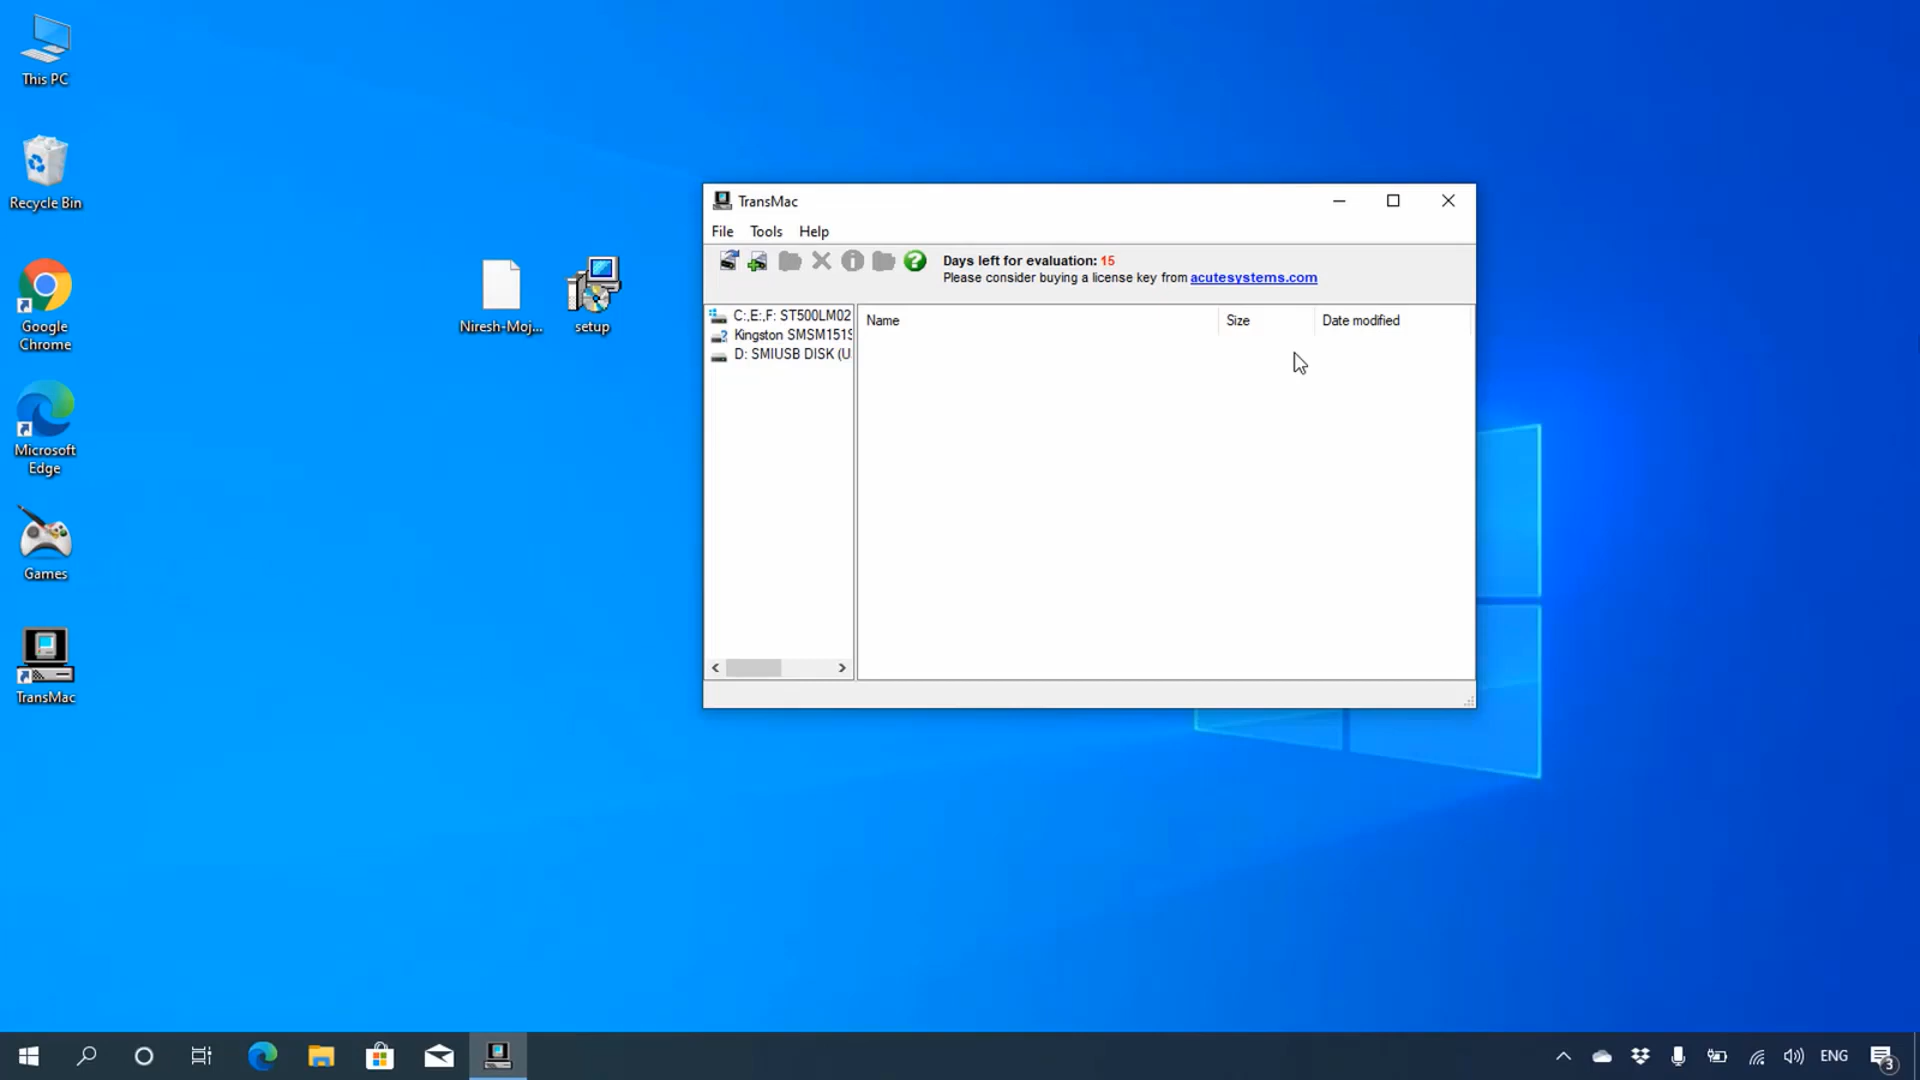 This PC
Recycle Bin
Google
Chrome
Microsoft
Edge
Games
TransMac
Niresh-Moj...
setup
TransMac
File Tools Help
Days left for evaluation: 15
Please consider buying a license key from acutesystems.com
C:,E:,F: ST500LM02
Kingston SMSM151S
D: SMIUSB DISK (U
Name Size Date modified
ENG
3